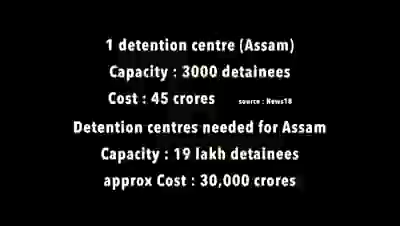 1 detention centre (Assam)
Capacity : 3000 detainees
Cost : 45 crores source : News18
Detention centres needed for Assam
Capacity : 19 lakh detainees
approx Cost : 30,000 crores